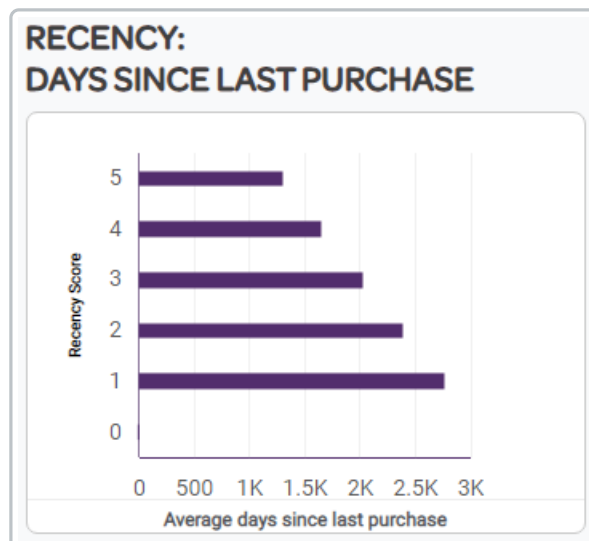 RECENCY:
DAYS SINCE LAST PURCHASE
5
4
3
2
1
0
Recency Score
0 500 1K 1.5K 2K 2.5K 3K
Average days since last purchase